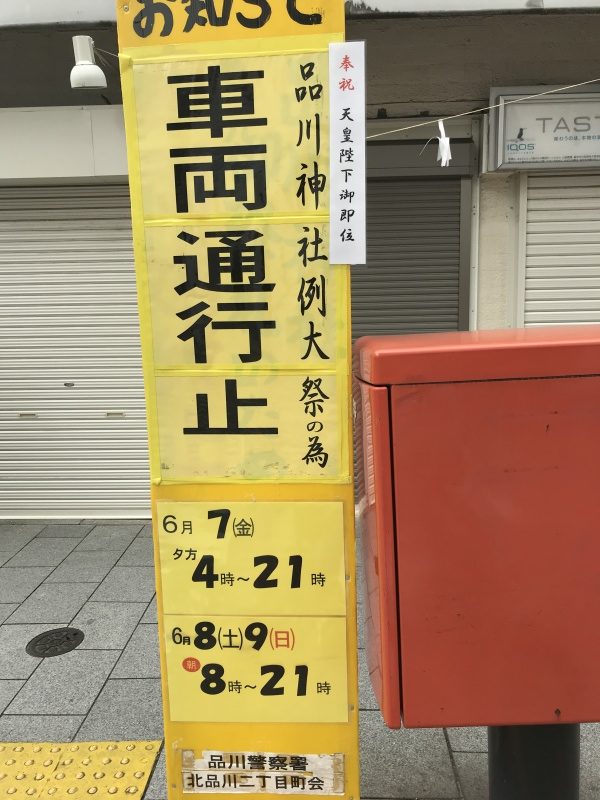 お知らせ
奉祝 天皇陛下御即位
品川神社例大祭の為
車両通行止
6月7㈮
夕方
4時～21時
6月8㈯9㈰
朝
8時～21時
品川警察署
北品川二丁目町会
TAST
IQOS